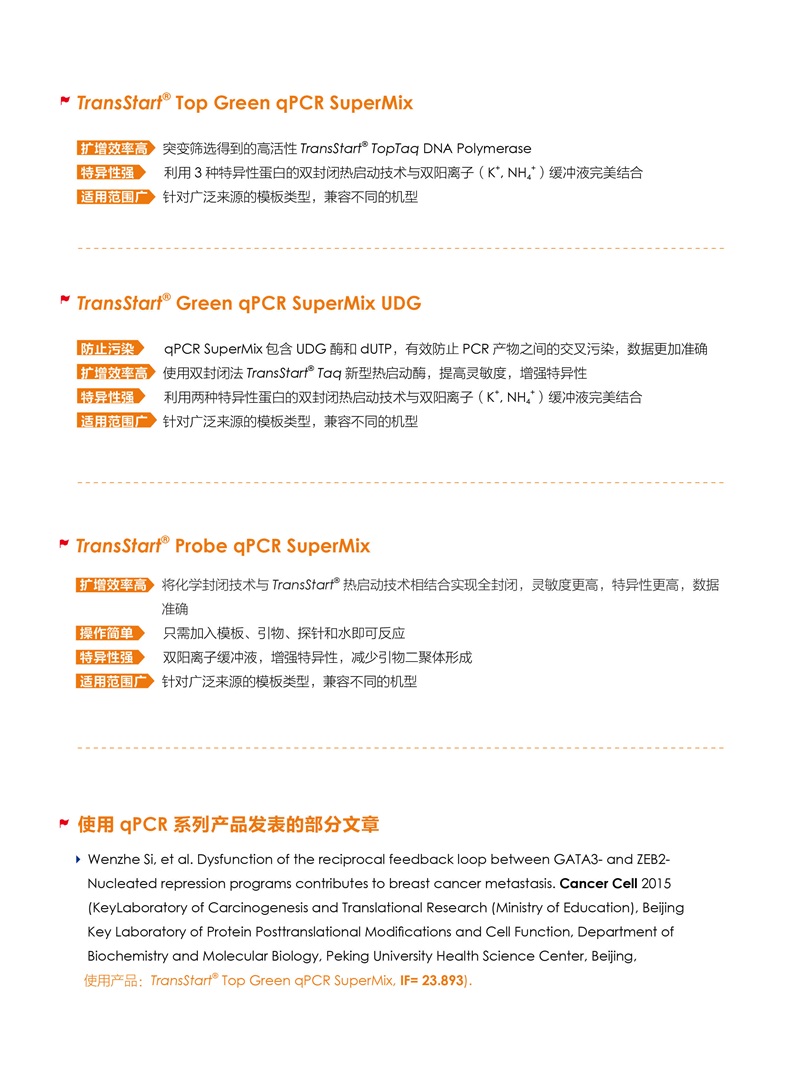 TransStart® Top Green qPCR SuperMix
扩增效率高 突变筛选得到的高活性 TransStart® TopTaq DNA Polymerase
特异性强 利用 3 种特异性蛋白的双封闭热启动技术与双阳离子（K⁺, NH₄⁺）缓冲液完美结合
适用范围广 针对广泛来源的模板类型，兼容不同的机型
TransStart® Green qPCR SuperMix UDG
防止污染 qPCR SuperMix 包含 UDG 酶和 dUTP，有效防止 PCR 产物之间的交叉污染，数据更加准确
扩增效率高 使用双封闭法 TransStart® Taq 新型热启动酶，提高灵敏度，增强特异性
特异性强 利用两种特异性蛋白的双封闭热启动技术与双阳离子（K⁺, NH₄⁺）缓冲液完美结合
适用范围广 针对广泛来源的模板类型，兼容不同的机型
TransStart® Probe qPCR SuperMix
扩增效率高 将化学封闭技术与 TransStart® 热启动技术相结合实现全封闭，灵敏度更高，特异性更高，数据
准确
操作简单 只需加入模板、引物、探针和水即可反应
特异性强 双阳离子缓冲液，增强特异性，减少引物二聚体形成
适用范围广 针对广泛来源的模板类型，兼容不同的机型
使用 qPCR 系列产品发表的部分文章
Wenzhe Si, et al. Dysfunction of the reciprocal feedback loop between GATA3- and ZEB2-
Nucleated repression programs contributes to breast cancer metastasis. Cancer Cell 2015
(KeyLaboratory of Carcinogenesis and Translational Research (Ministry of Education), Beijing
Key Laboratory of Protein Posttranslational Modifications and Cell Function, Department of
Biochemistry and Molecular Biology, Peking University Health Science Center, Beijing,
使用产品：TransStart® Top Green qPCR SuperMix, IF= 23.893).